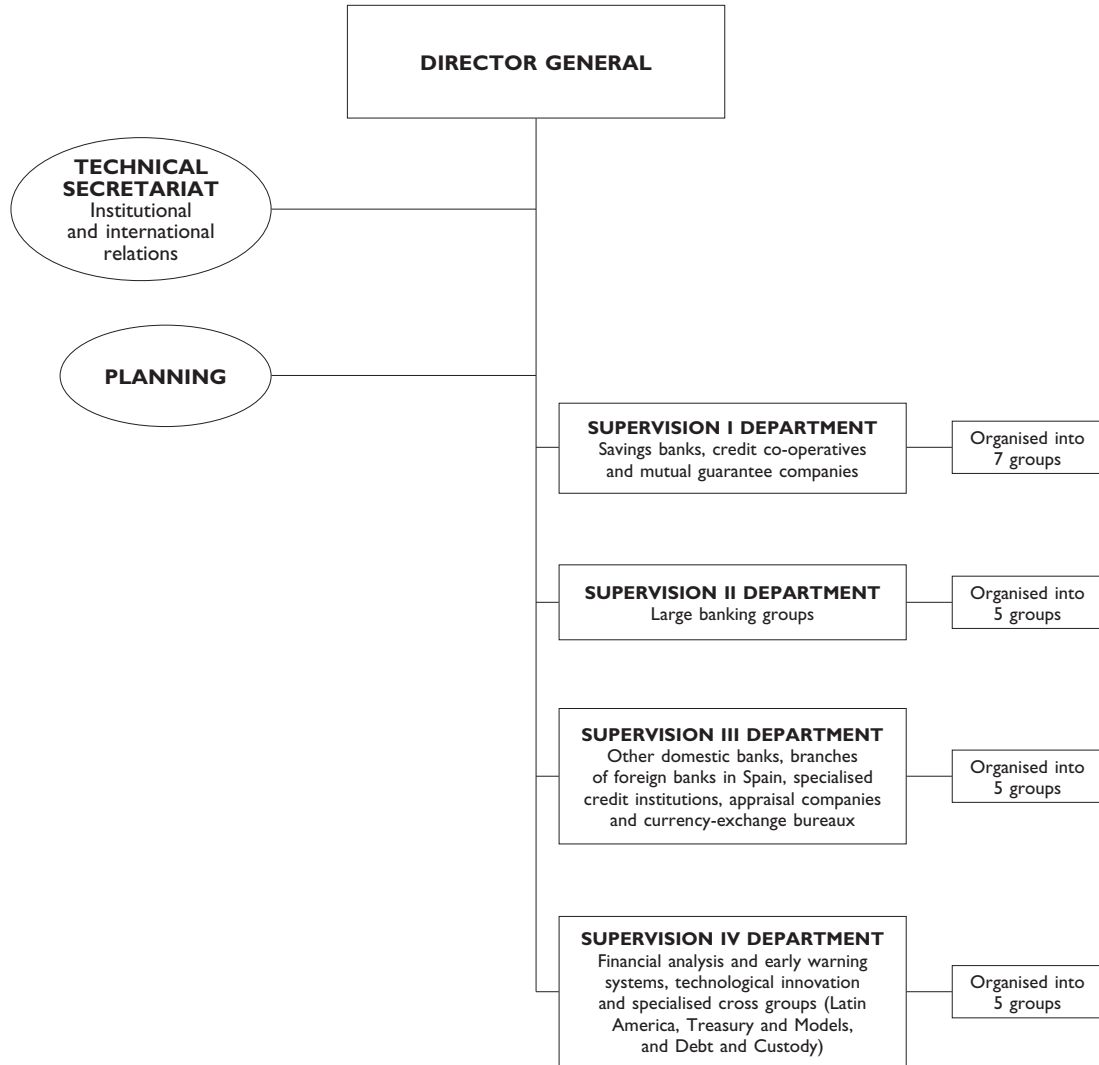 DIRECTOR GENERAL
TECHNICAL
SECRETARIAT
Institutional
and international
relations
PLANNING
SUPERVISION I DEPARTMENT
Savings banks, credit co-operatives
and mutual guarantee companies
Organised into
7 groups
SUPERVISION II DEPARTMENT
Large banking groups
Organised into
5 groups
SUPERVISION III DEPARTMENT
Other domestic banks, branches
of foreign banks in Spain, specialised
credit institutions, appraisal companies
and currency-exchange bureaux
Organised into
5 groups
SUPERVISION IV DEPARTMENT
Financial analysis and early warning
systems, technological innovation
and specialised cross groups (Latin
America, Treasury and Models,
and Debt and Custody)
Organised into
5 groups